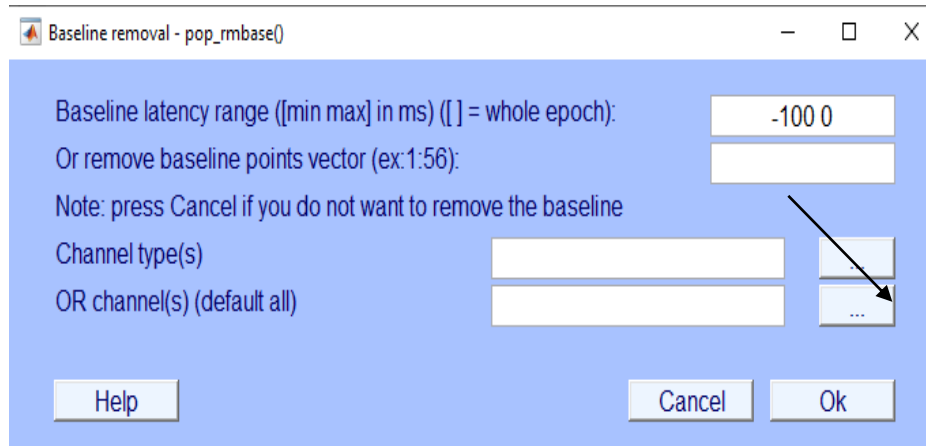 Baseline removal - pop_rmbase()
Baseline latency range ([min max] in ms) ([ ] = whole epoch): -100 0
Or remove baseline points vector (ex:1:56):
Note: press Cancel if you do not want to remove the baseline
Channel type(s) ...
OR channel(s) (default all) ...
Help Cancel Ok